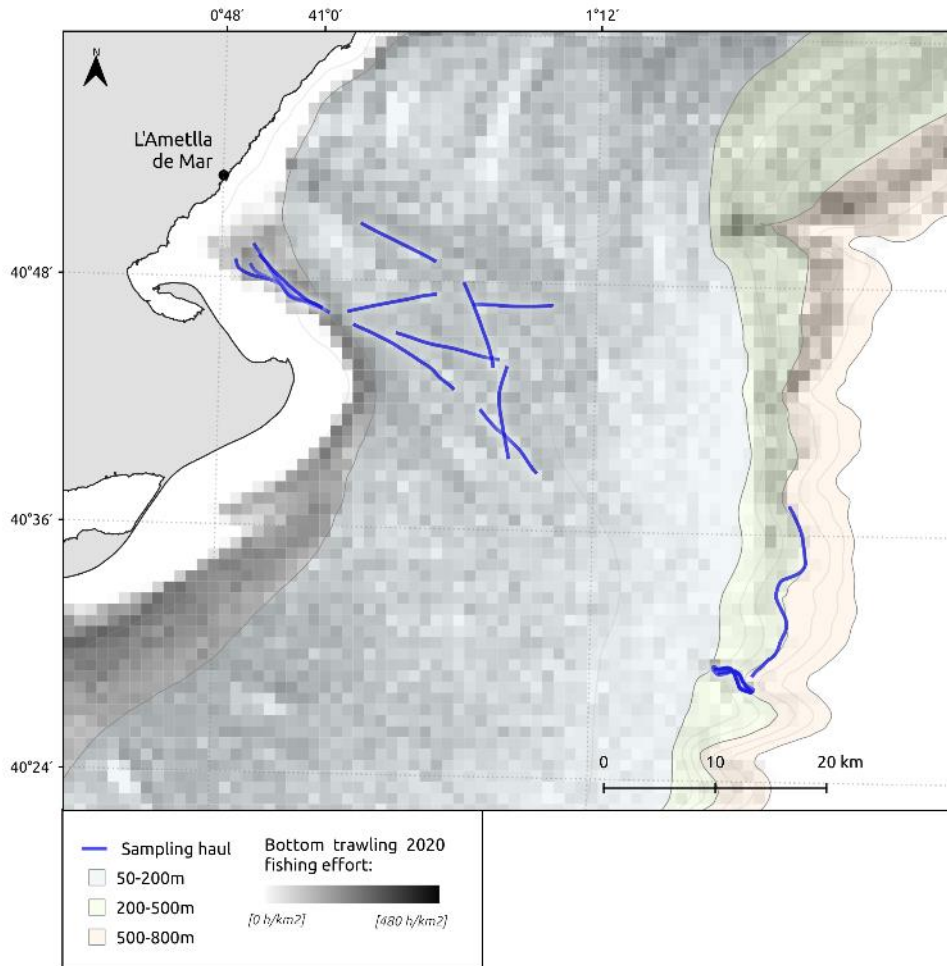 0°48′ 41°0′ 1°12′
N
L'Ametlla
de Mar
40°48′
40°36′
40°24′
0 10 20 km
Sampling haul
50-200m
200-500m
500-800m
Bottom trawling 2020
fishing effort:
[0 h/km2] [480 h/km2]